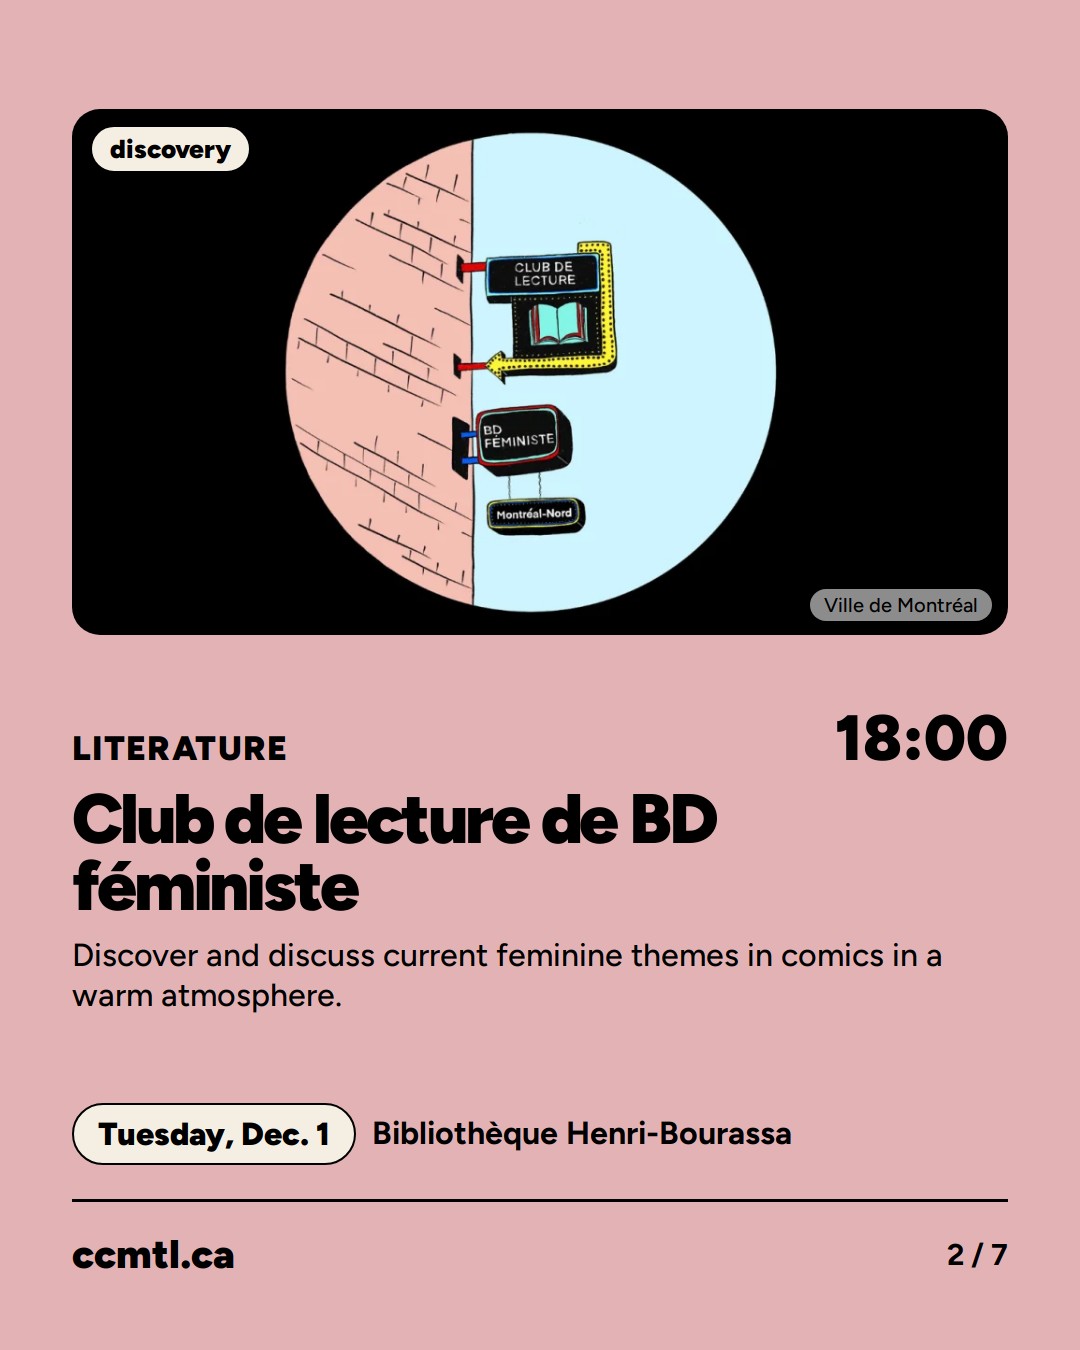 discovery
CLUB DE
LECTURE
BD
FÉMINISTE
Montréal-Nord
Ville de Montréal
LITERATURE
18:00
Club de lecture de BD
féministe
Discover and discuss current feminine themes in comics in a
warm atmosphere.
Tuesday, Dec. 1
Bibliothèque Henri-Bourassa
ccmtl.ca
2 / 7